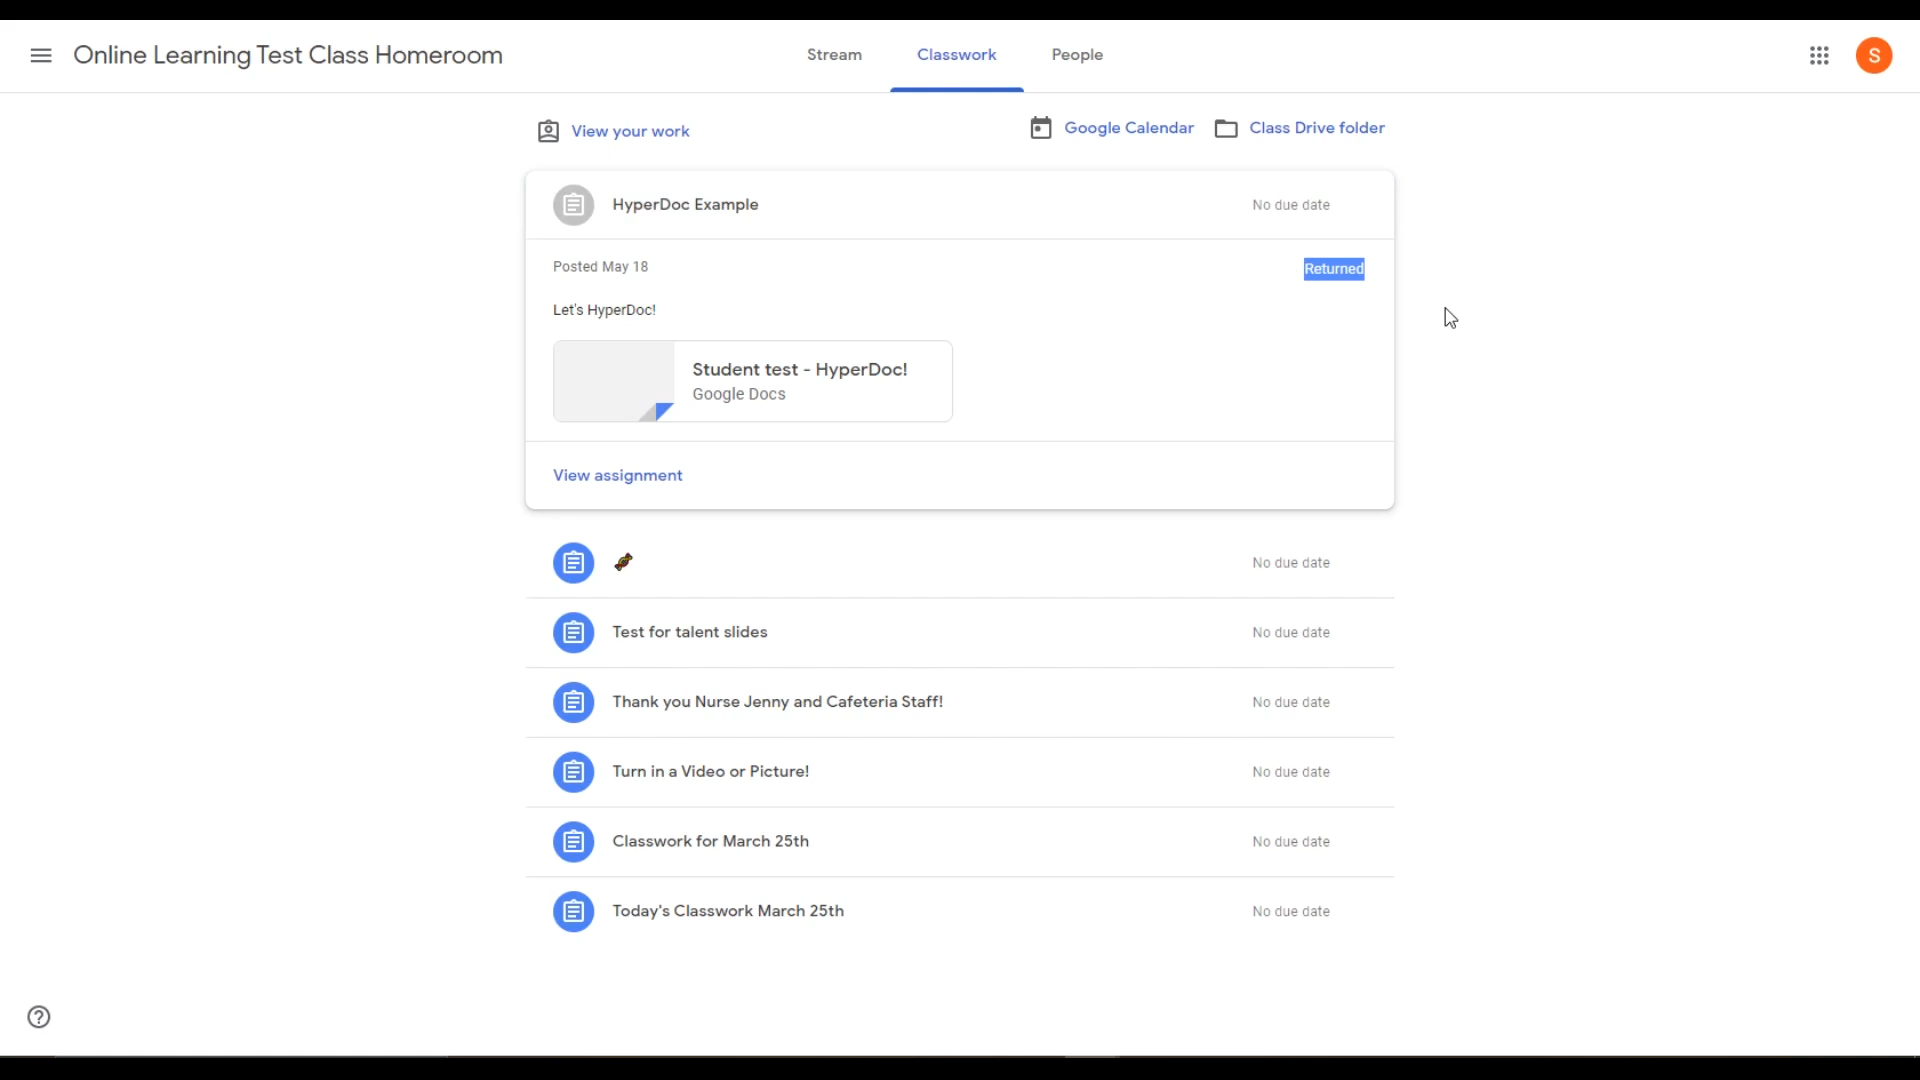 Online Learning Test Class Homeroom
Stream
Classwork
People
S
View your work
Google Calendar
Class Drive folder
HyperDoc Example
No due date
Posted May 18
Returned
Let's HyperDoc!
Student test - HyperDoc!
Google Docs
View assignment
No due date
Test for talent slides
No due date
Thank you Nurse Jenny and Cafeteria Staff!
No due date
Turn in a Video or Picture!
No due date
Classwork for March 25th
No due date
Today's Classwork March 25th
No due date